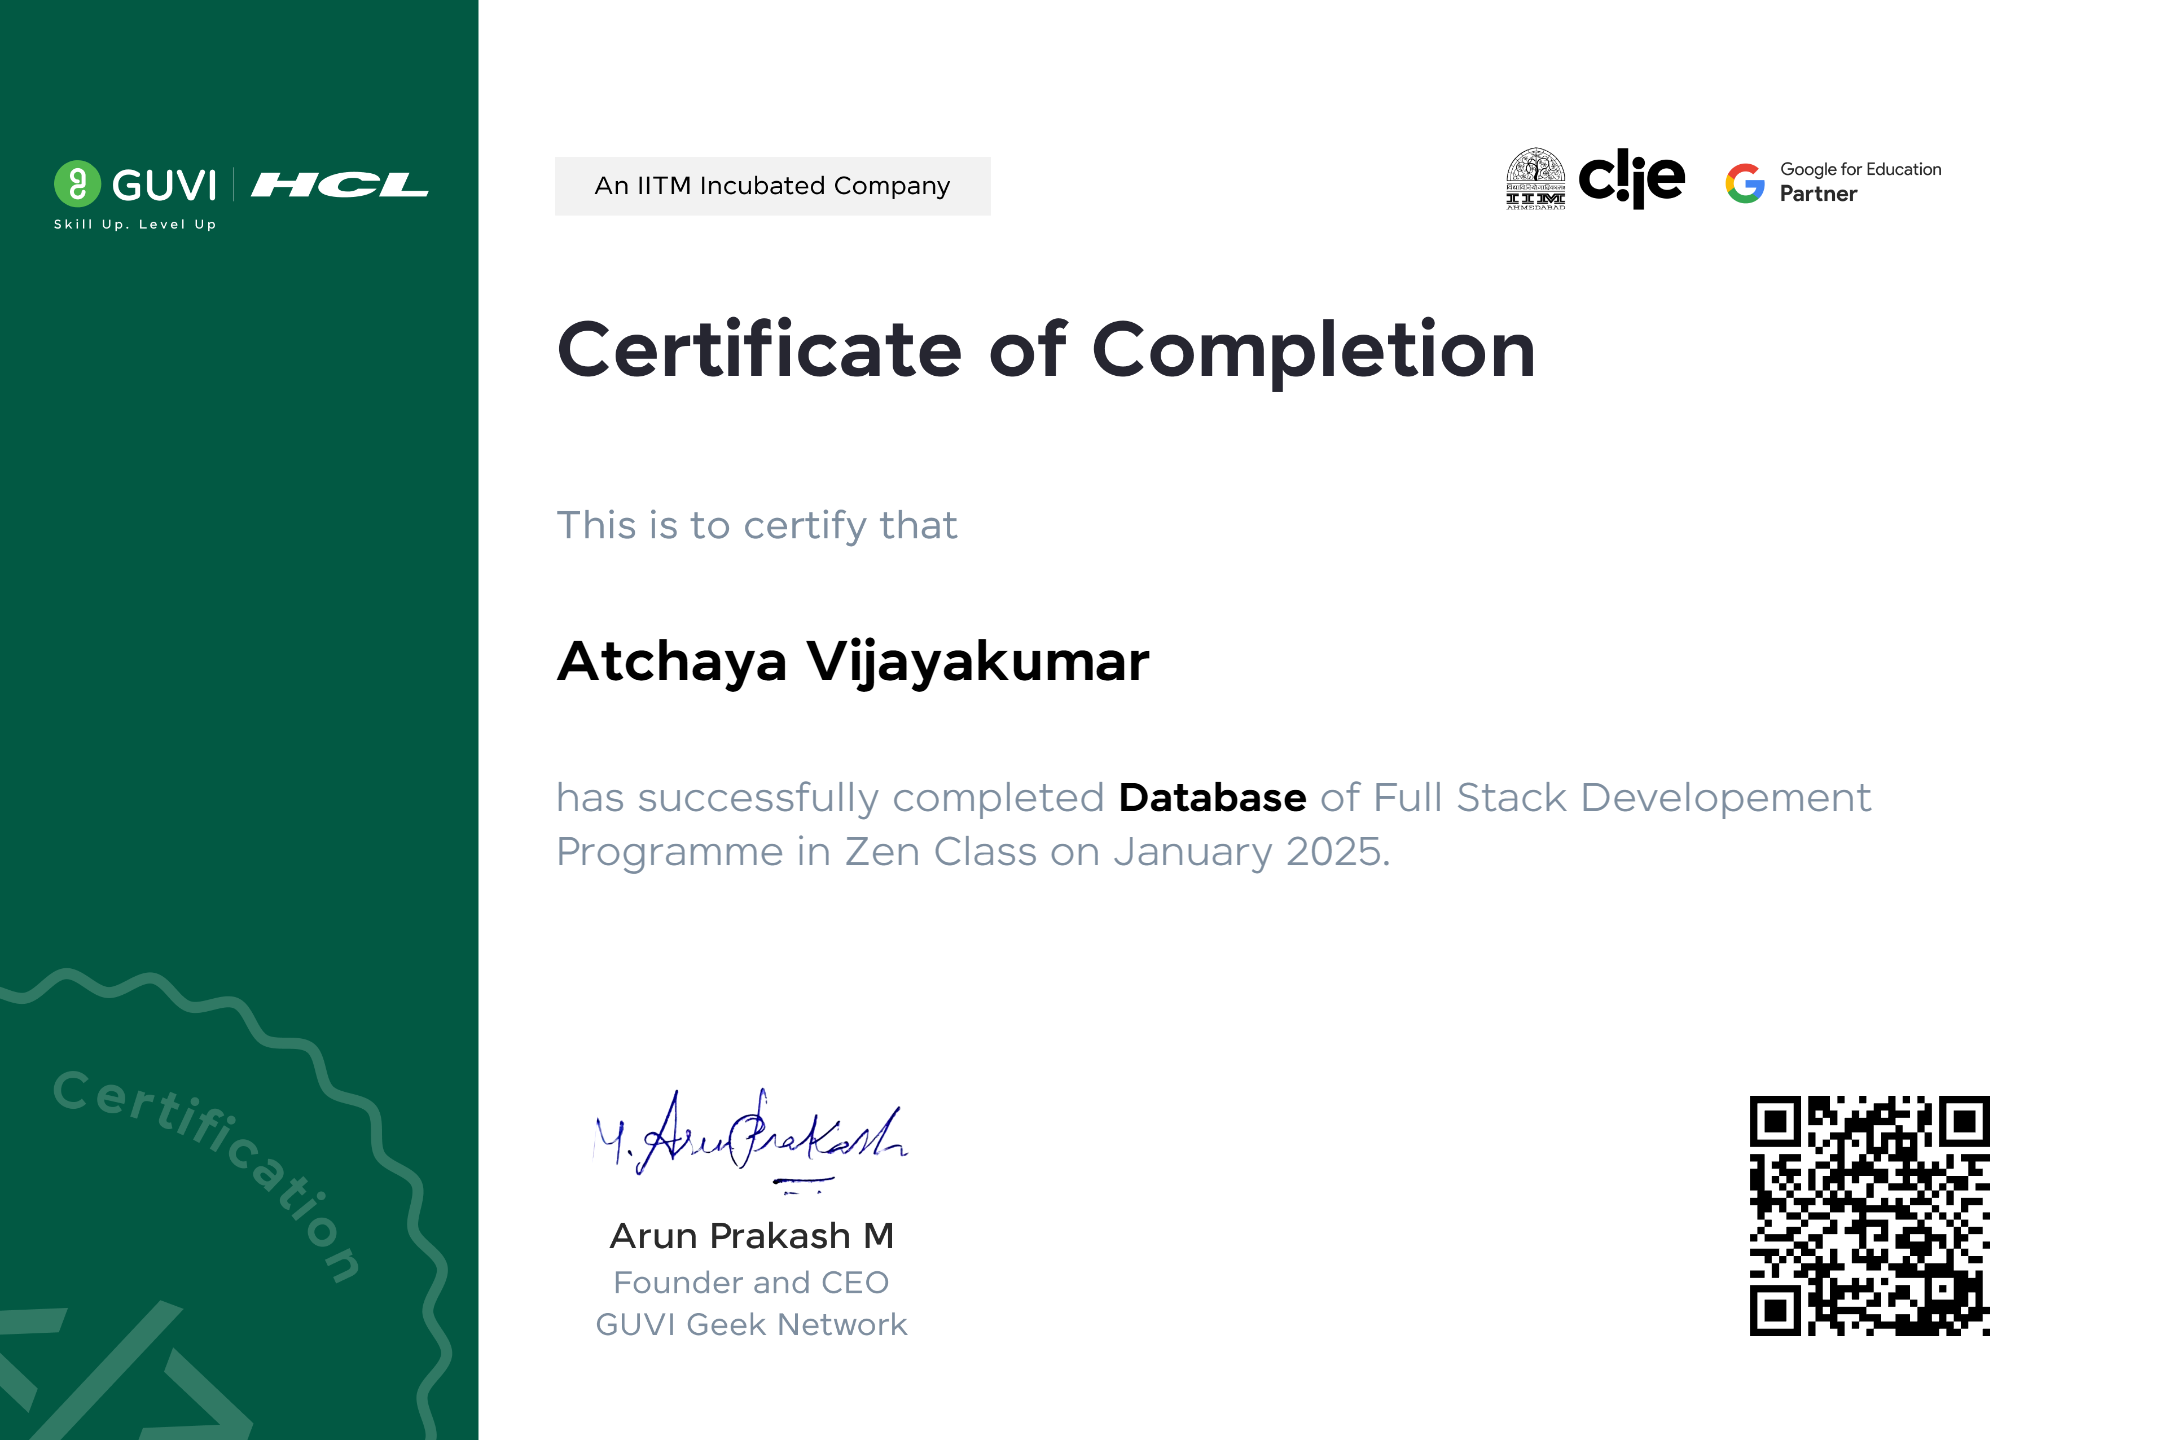 GUVI | HCL
Skill Up. Level Up
An IITM Incubated Company
IIM
AHMEDABAD
c!ie
Google for Education
Partner
Certificate of Completion
This is to certify that
Atchaya Vijayakumar
has successfully completed Database of Full Stack Developement
Programme in Zen Class on January 2025.
Certification
</>
M. Arun Prakash
Arun Prakash M
Founder and CEO
GUVI Geek Network